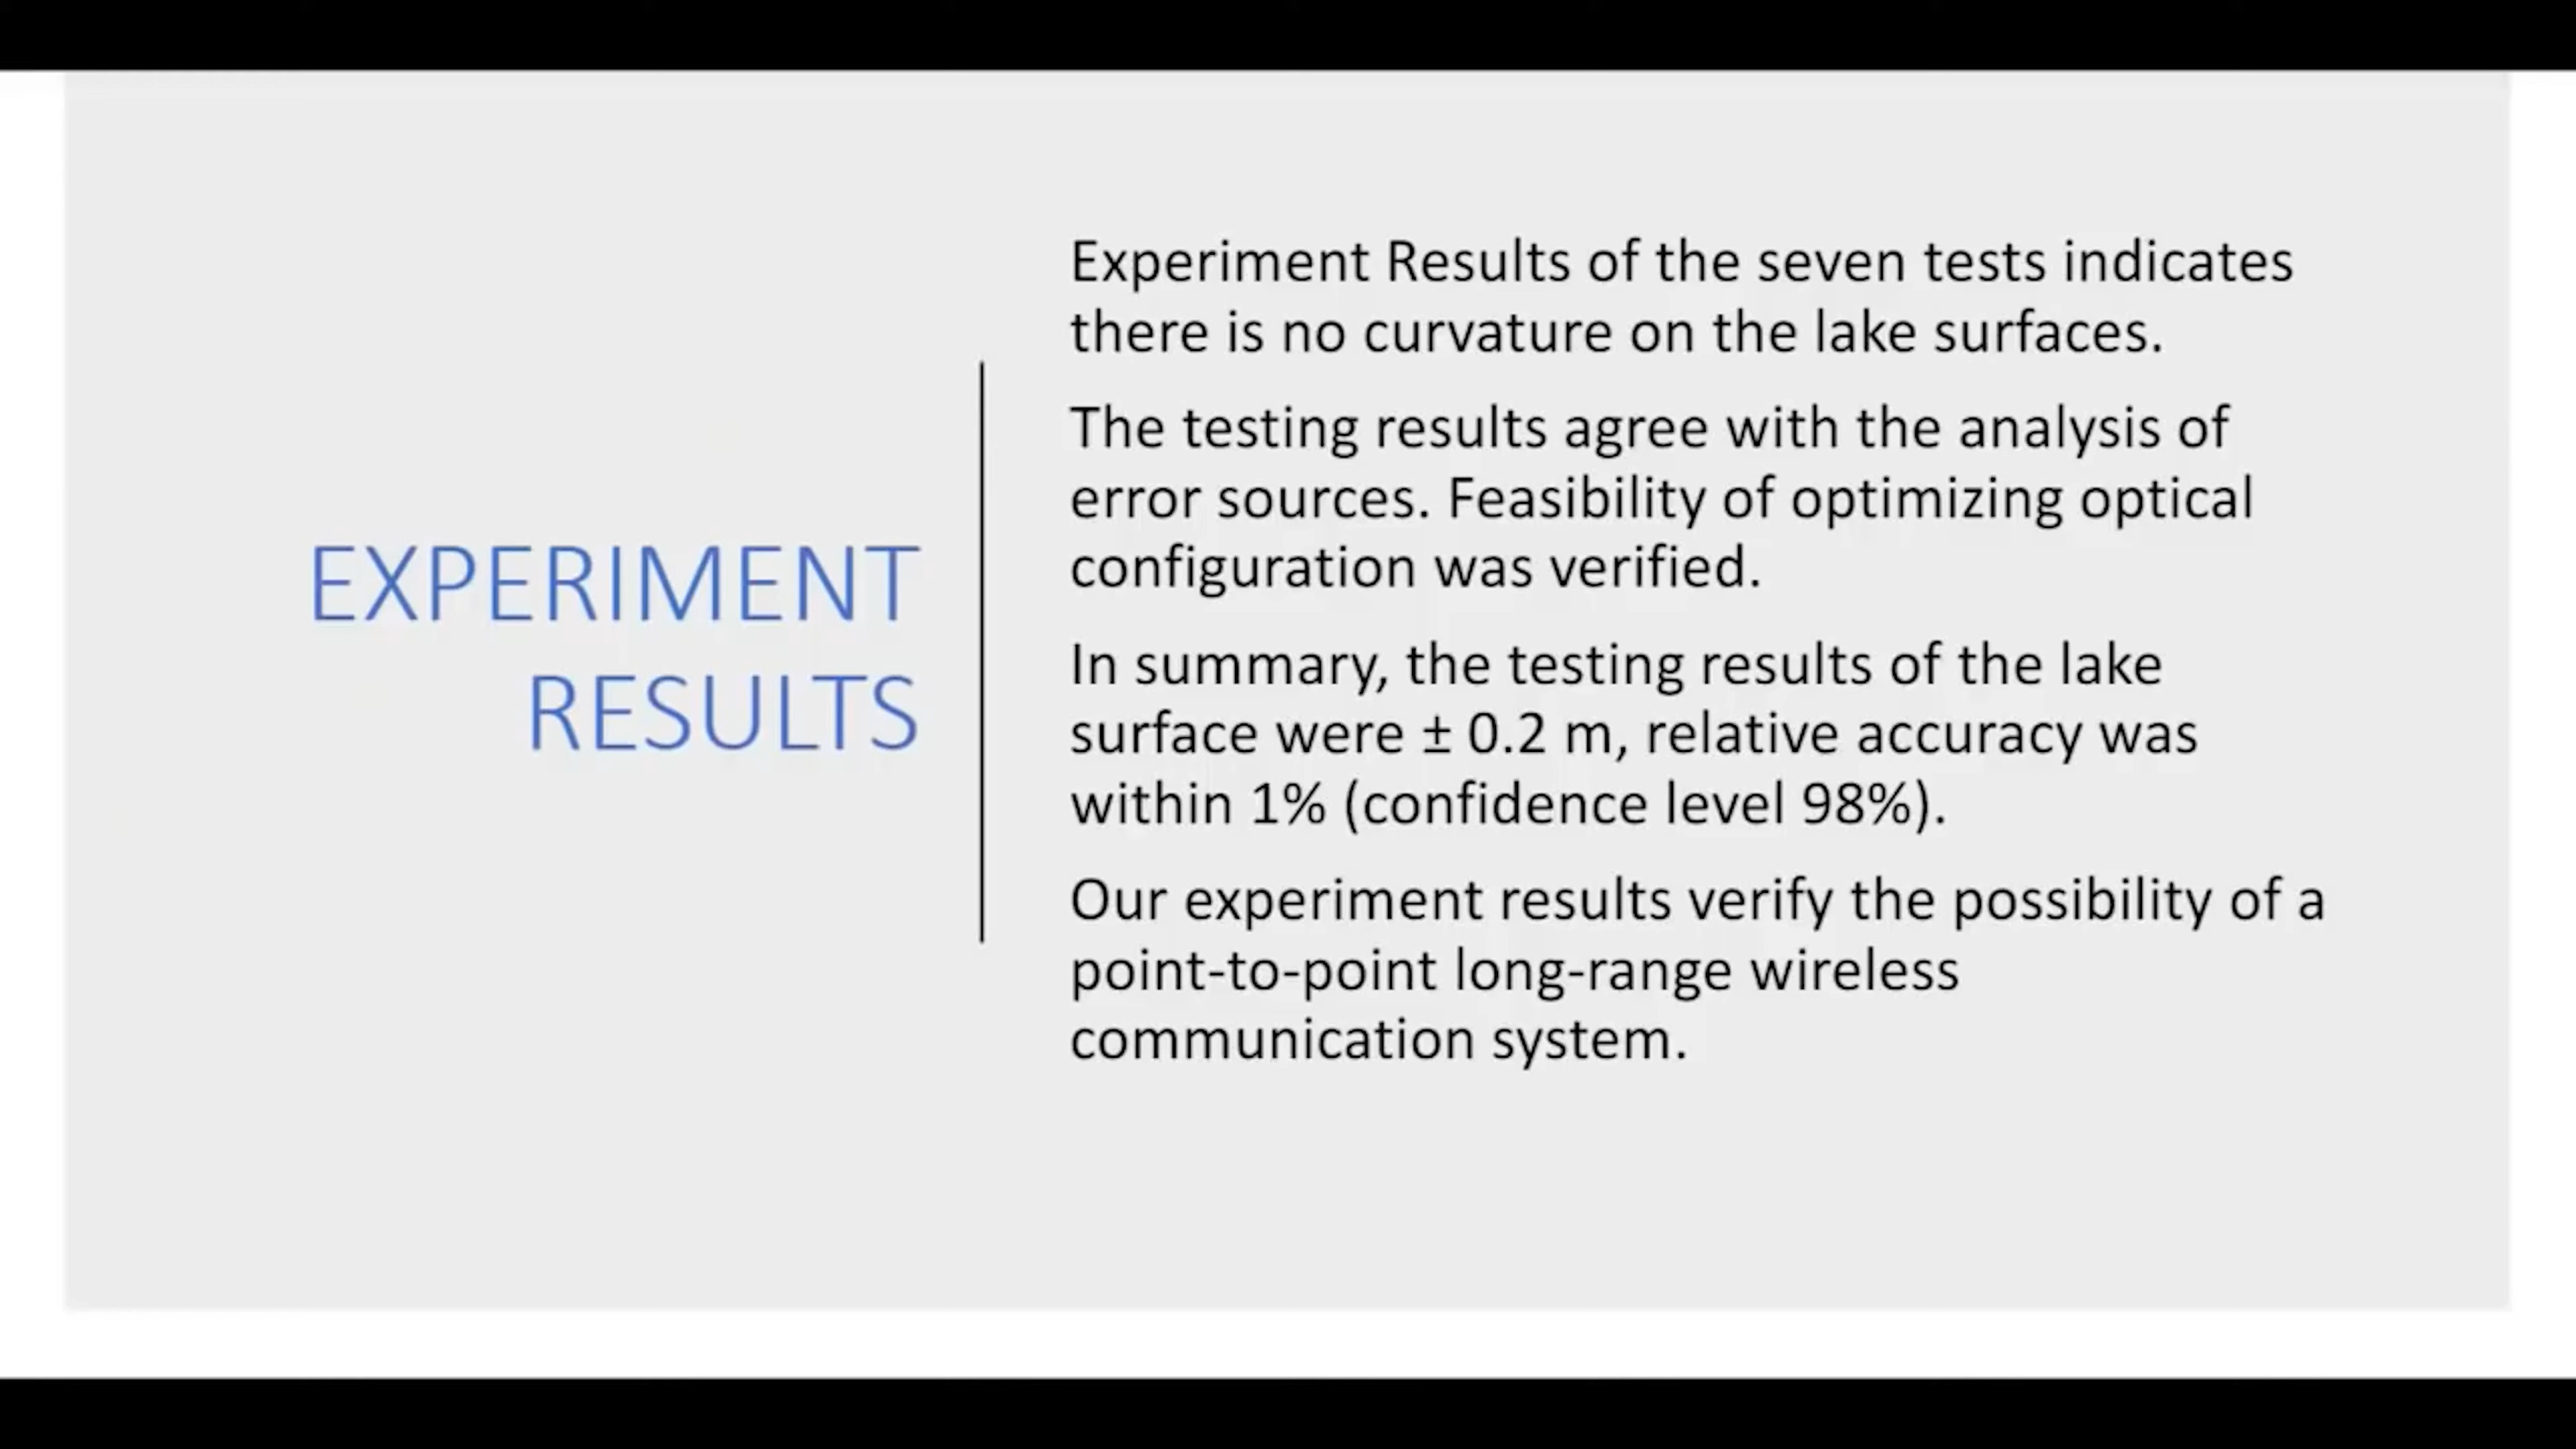 EXPERIMENT
RESULTS
Experiment Results of the seven tests indicates
there is no curvature on the lake surfaces.
The testing results agree with the analysis of
error sources. Feasibility of optimizing optical
configuration was verified.
In summary, the testing results of the lake
surface were ± 0.2 m, relative accuracy was
within 1% (confidence level 98%).
Our experiment results verify the possibility of a
point-to-point long-range wireless
communication system.